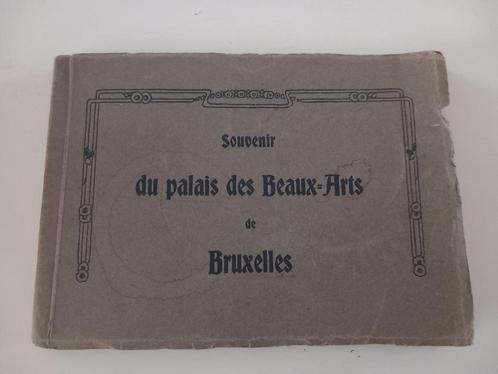 Souvenir
du palais des Beaux-Arts
de
Bruxelles